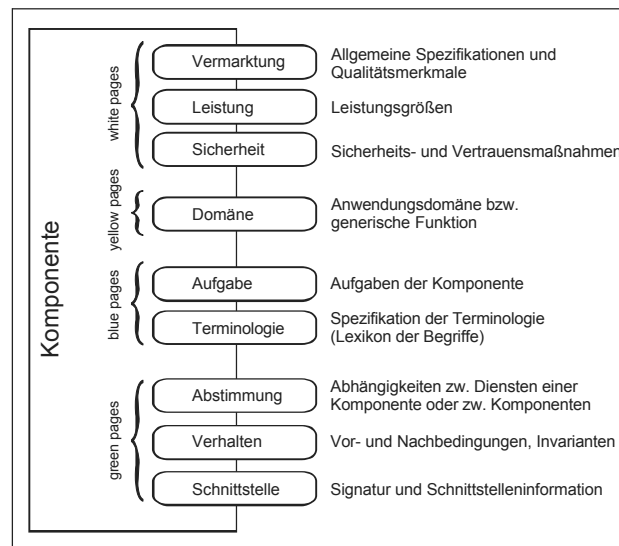 Komponente
white pages
Vermarktung
Allgemeine Spezifikationen und
Qualitätsmerkmale
Leistung
Leistungsgrößen
Sicherheit
Sicherheits- und Vertrauensmaßnahmen
yellow pages
Domäne
Anwendungsdomäne bzw.
generische Funktion
blue pages
Aufgabe
Aufgaben der Komponente
Terminologie
Spezifikation der Terminologie
(Lexikon der Begriffe)
green pages
Abstimmung
Abhängigkeiten zw. Diensten einer
Komponente oder zw. Komponenten
Verhalten
Vor- und Nachbedingungen, Invarianten
Schnittstelle
Signatur und Schnittstelleninformation